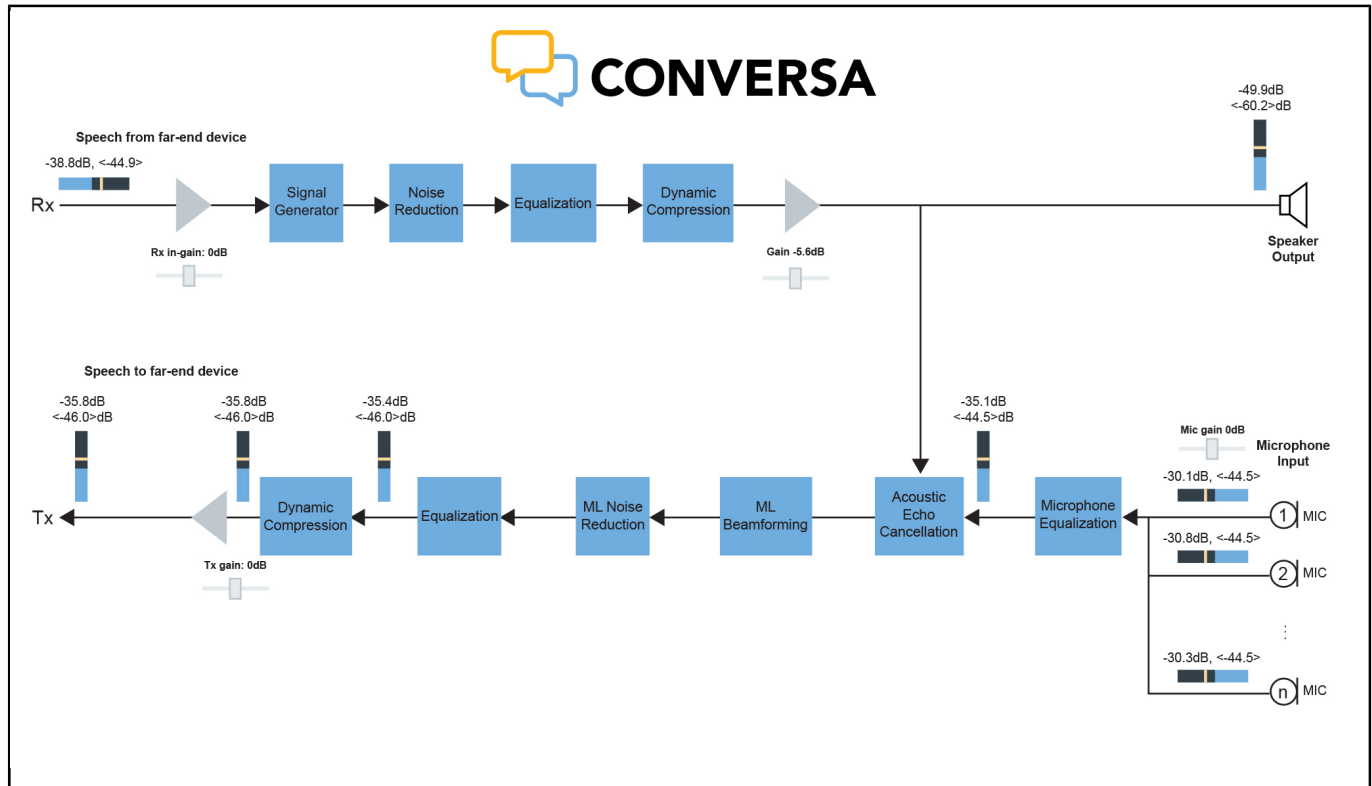 CONVERSA
Speech from far-end device
-38.8dB, <-44.9>
Rx
Rx in-gain: 0dB
Signal
Generator
Noise
Reduction
Equalization
Dynamic
Compression
Gain -5.6dB
-49.9dB
<-60.2>dB
Speaker
Output
Speech to far-end device
-35.8dB
<-46.0>dB
-35.8dB
<-46.0>dB
-35.4dB
<-46.0>dB
-35.1dB
<-44.5>dB
Mic gain 0dB
Microphone
Input
Tx
Tx gain: 0dB
Dynamic
Compression
Equalization
ML Noise
Reduction
ML
Beamforming
Acoustic
Echo
Cancellation
Microphone
Equalization
-30.1dB, <-44.5>
1 MIC
-30.8dB, <-44.5>
2 MIC
⋮
-30.3dB, <-44.5>
n MIC